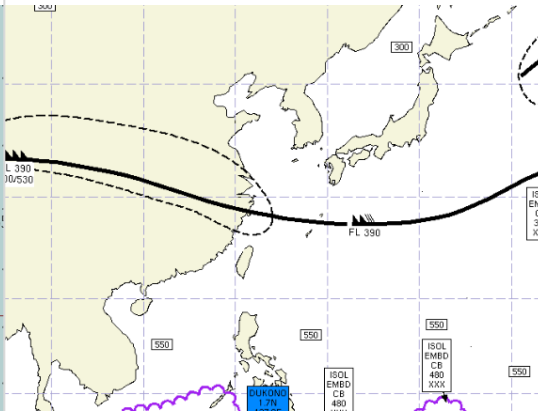 300
300
L 390
00/530
FL 390
550
550
550
550
ISOL
EMBD
CB
480
XXX
ISOL
EMBD
CB
480
DUKONO
1.7N